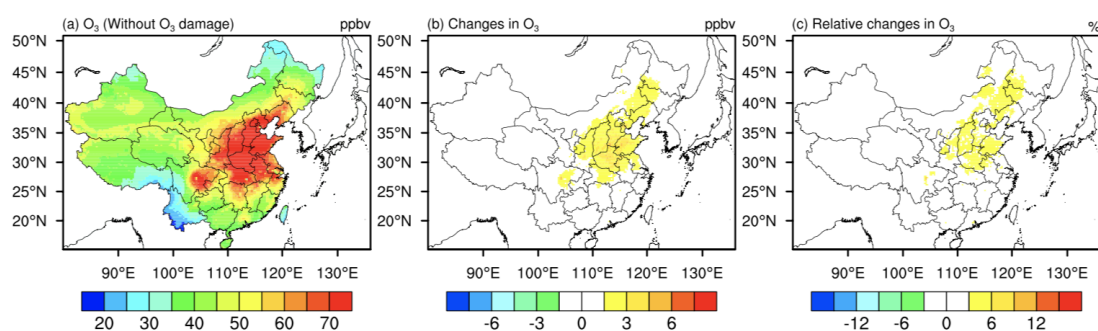 (a) O3 (Without O3 damage) ppbv
50°N
45°N
40°N
35°N
30°N
25°N
20°N
90°E 100°E 110°E 120°E 130°E
20 30 40 50 60 70
(b) Changes in O3 ppbv
50°N
45°N
40°N
35°N
30°N
25°N
20°N
90°E 100°E 110°E 120°E 130°E
-6 -3 0 3 6
(c) Relative changes in O3 %
50°N
45°N
40°N
35°N
30°N
25°N
20°N
90°E 100°E 110°E 120°E 130°E
-12 -6 0 6 12